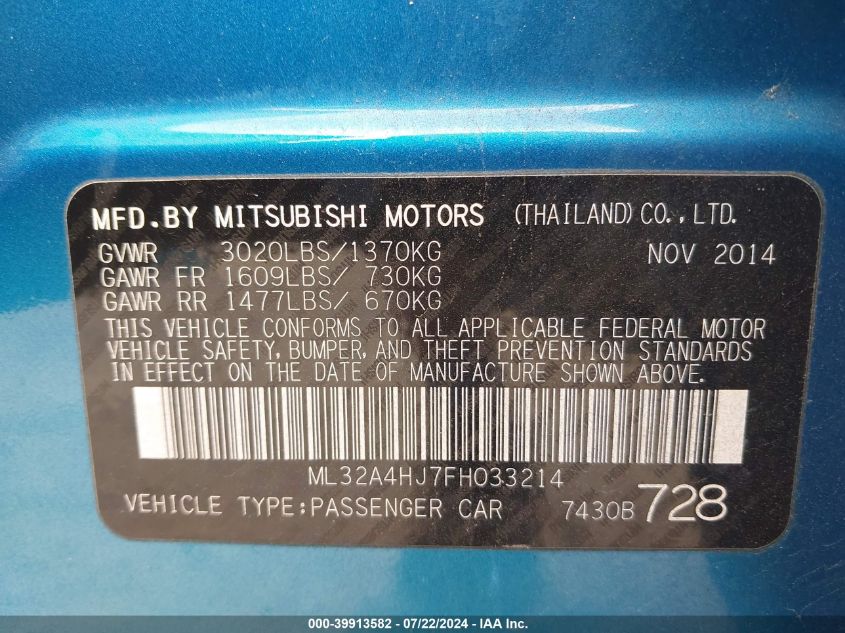 MFD.BY MITSUBISHI MOTORS (THAILAND) CO., LTD.
GVWR 3020LBS/1370KG NOV 2014
GAWR FR 1609LBS/ 730KG
GAWR RR 1477LBS/ 670KG
THIS VEHICLE CONFORMS TO ALL APPLICABLE FEDERAL MOTOR
VEHICLE SAFETY, BUMPER, AND THEFT PREVENTION STANDARDS
IN EFFECT ON THE DATE OF MANUFACTURE SHOWN ABOVE.
ML32A4HJ7FH033214
VEHICLE TYPE:PASSENGER CAR 7430B 728
000-39913582 - 07/22/2024 - IAA Inc.